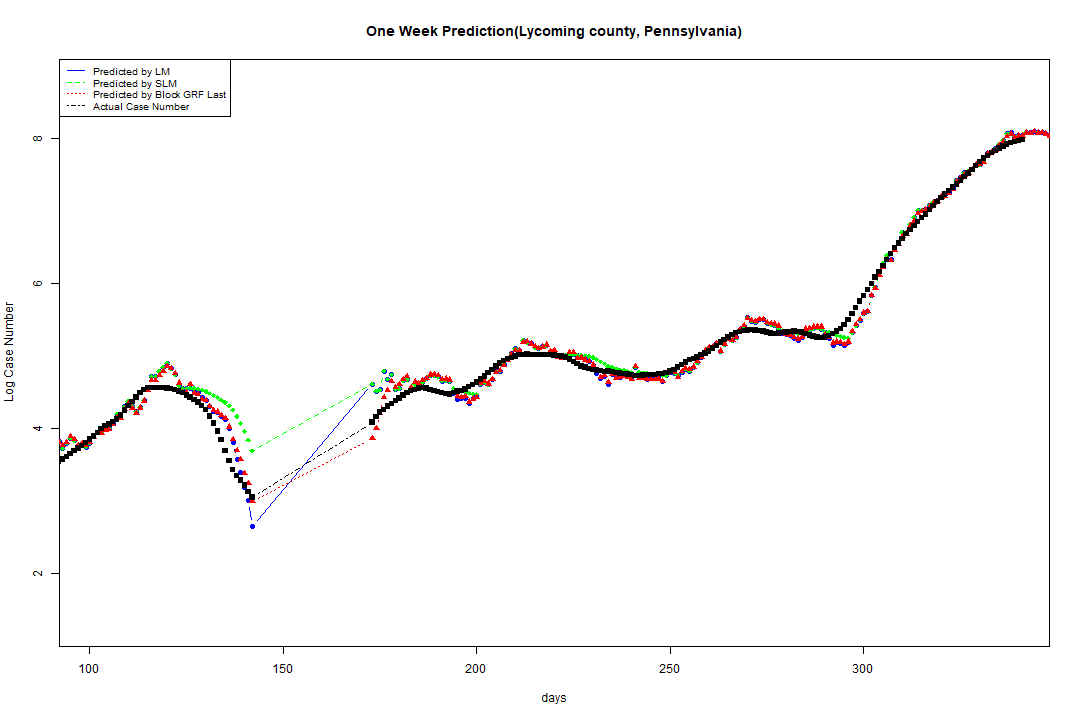 One Week Prediction(Lycoming county, Pennsylvania)
Predicted by LM
Predicted by SLM
Predicted by Block GRF Last
Actual Case Number
8
6
4
2
Log Case Number
100 150 200 250 300
days